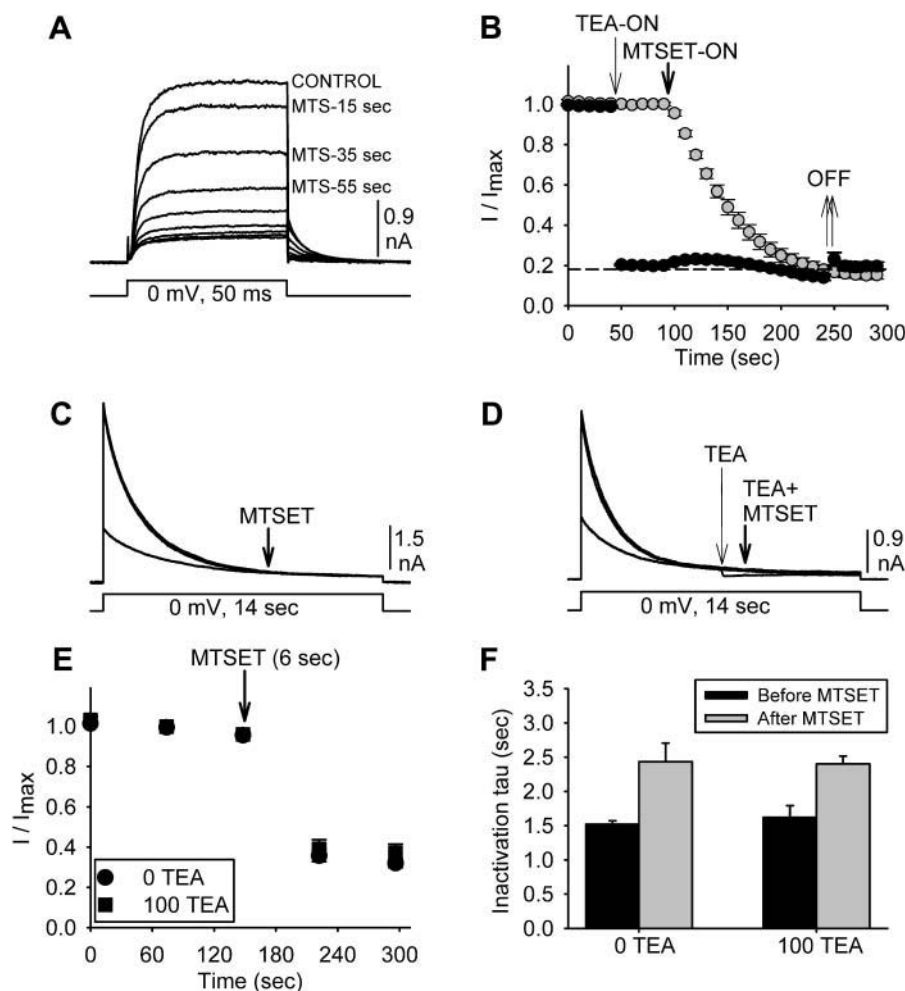 A
CONTROL
MTS-15 sec
MTS-35 sec
MTS-55 sec
0.9
nA
0 mV, 50 ms
B
TEA-ON
MTSET-ON
OFF
I / Imax
1.0
0.8
0.6
0.4
0.2
0.0
0 50 100 150 200 250 300
Time (sec)
C
MTSET
1.5
nA
0 mV, 14 sec
D
TEA
TEA+
MTSET
0.9
nA
0 mV, 14 sec
E
MTSET (6 sec)
I / Imax
1.0
0.8
0.6
0.4
0.2
0.0
0 TEA
100 TEA
0 60 120 180 240 300
Time (sec)
F
Before MTSET
After MTSET
Inactivation tau (sec)
3.5
3.0
2.5
2.0
1.5
1.0
0.5
0.0
0 TEA 100 TEA